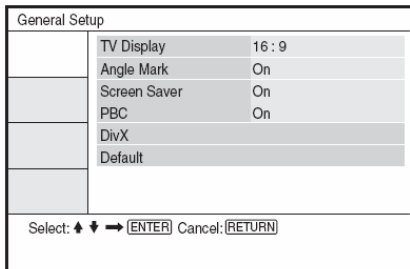 General Setup
TV Display 16 : 9
Angle Mark On
Screen Saver On
PBC On
DivX
Default
Select: ENTER Cancel: RETURN